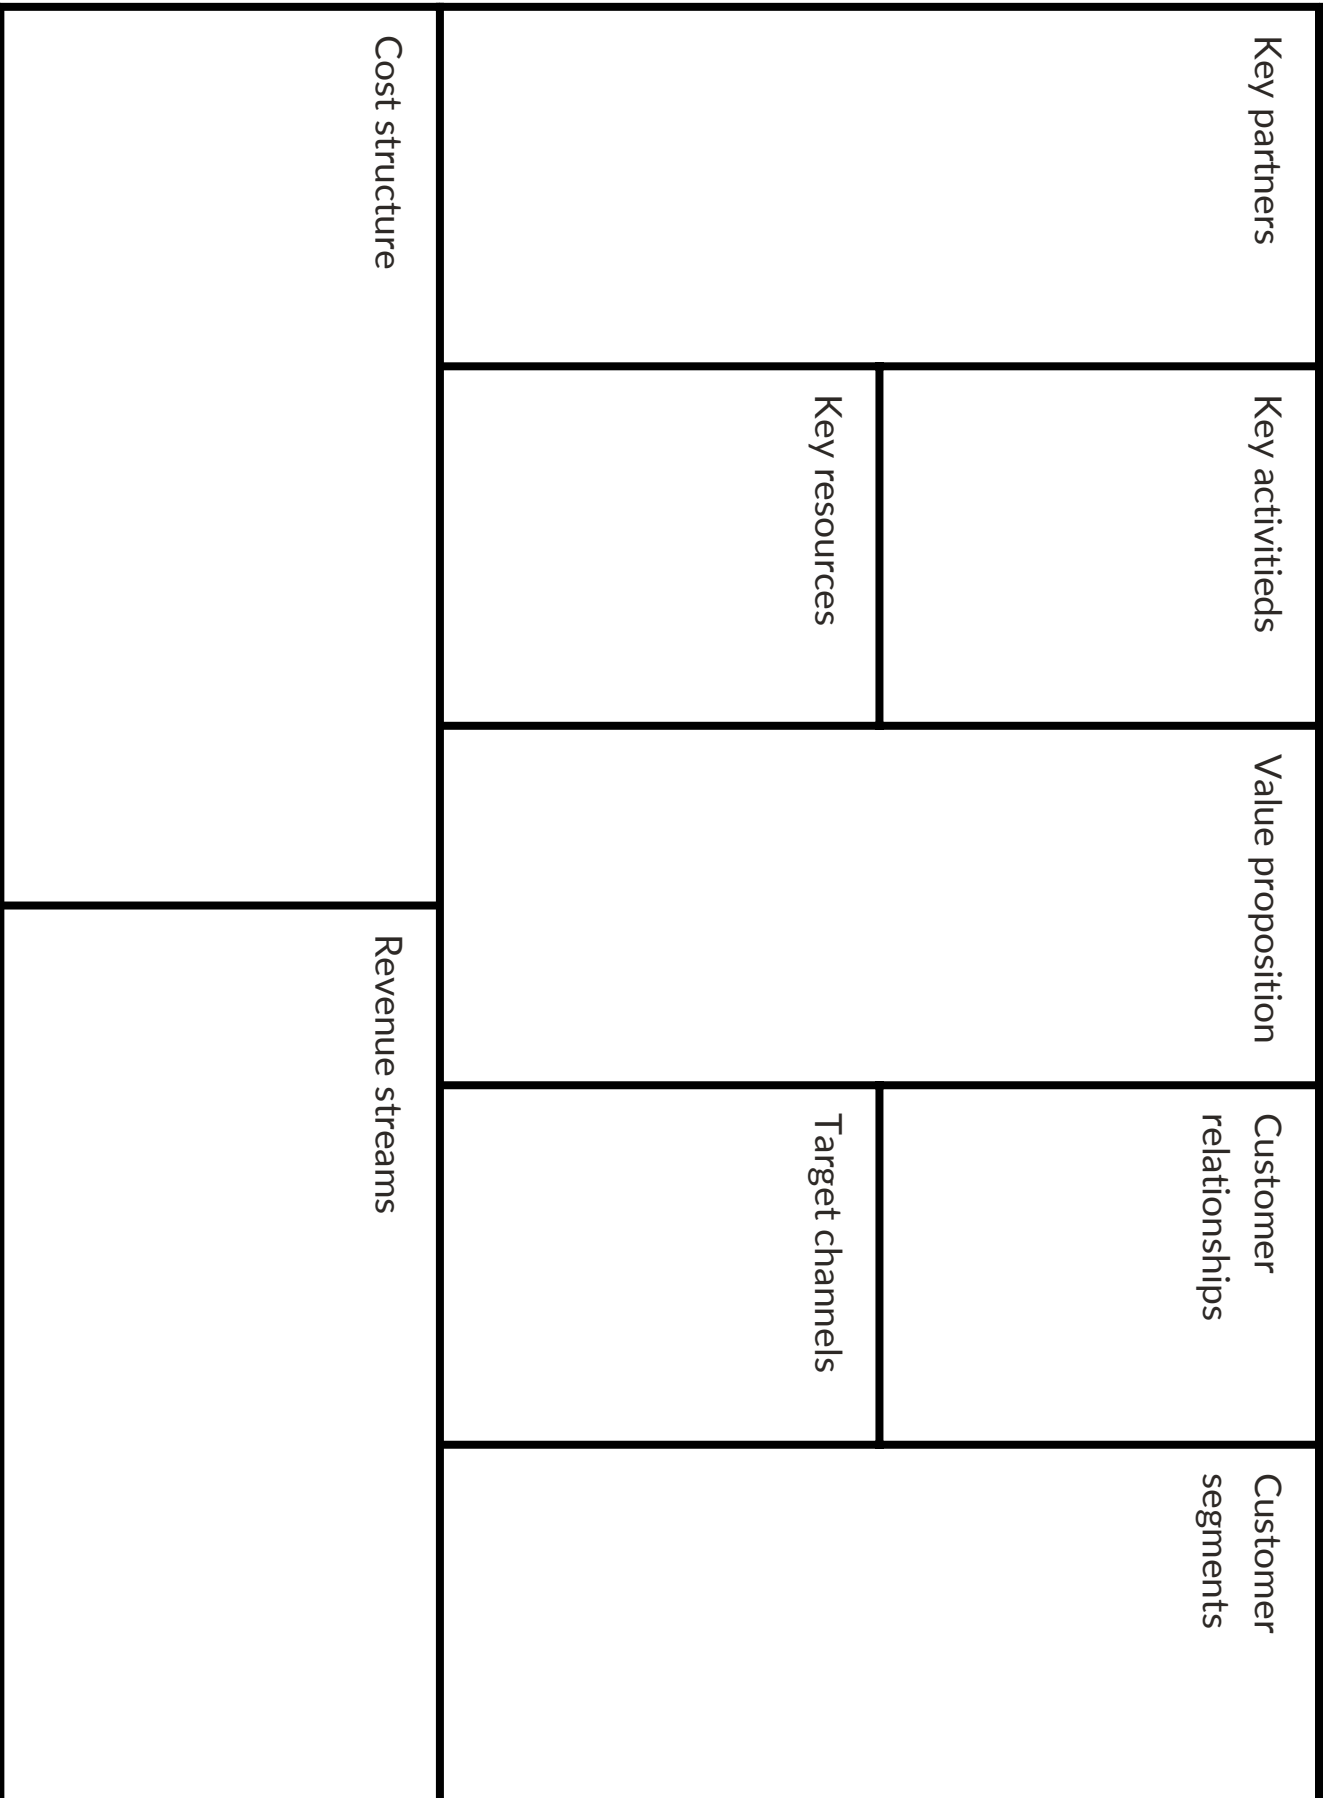 Key partners
Key activitieds
Key resources
Value proposition
Customer
relationships
Target channels
Customer
segments
Cost structure
Revenue streams